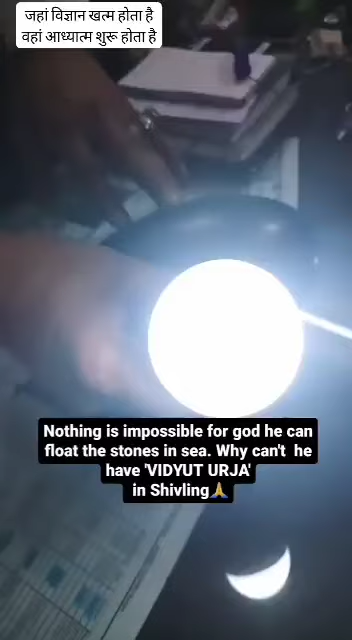 जहां विज्ञान खत्म होता है
वहां आध्यात्म शुरू होता है
Nothing is impossible for god he can
float the stones in sea. Why can't he
have 'VIDYUT URJA'
in Shivling🙏